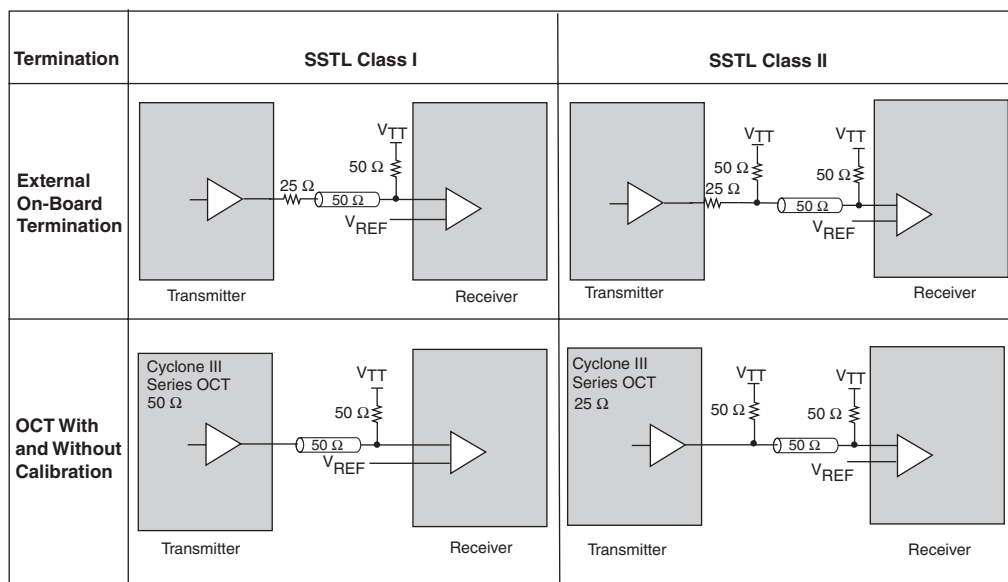 Termination
SSTL Class I
SSTL Class II
External
On-Board
Termination
VTT
50 Ω
25 Ω
50 Ω
VREF
Transmitter
Receiver
VTT
VTT
50 Ω
50 Ω
25 Ω
50 Ω
VREF
Transmitter
Receiver
OCT With
and Without
Calibration
Cyclone III
Series OCT
50 Ω
VTT
50 Ω
50 Ω
VREF
Transmitter
Receiver
Cyclone III
Series OCT
25 Ω
VTT
VTT
50 Ω
50 Ω
50 Ω
VREF
Transmitter
Receiver